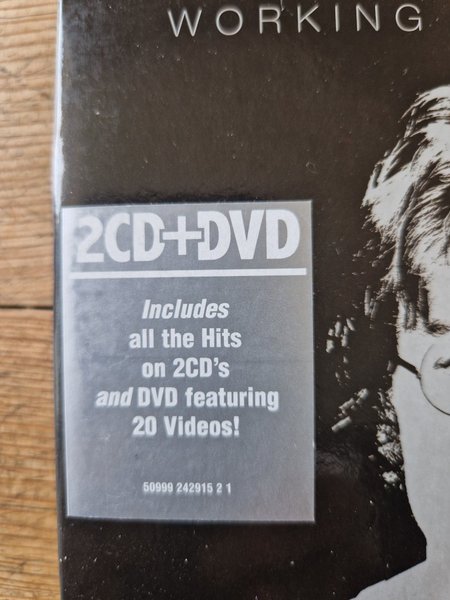 WORKING
2CD+DVD
Includes
all the Hits
on 2CD's
and DVD featuring
20 Videos!
50999 242915 2 1